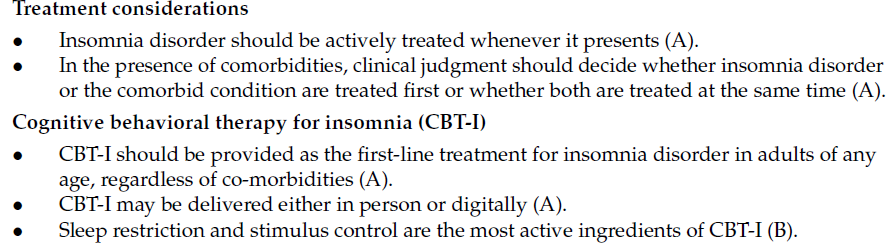 Treatment considerations
• Insomnia disorder should be actively treated whenever it presents (A).
• In the presence of comorbidities, clinical judgment should decide whether insomnia disorder
or the comorbid condition are treated first or whether both are treated at the same time (A).
Cognitive behavioral therapy for insomnia (CBT-I)
• CBT-I should be provided as the first-line treatment for insomnia disorder in adults of any
age, regardless of co-morbidities (A).
• CBT-I may be delivered either in person or digitally (A).
• Sleep restriction and stimulus control are the most active ingredients of CBT-I (B).